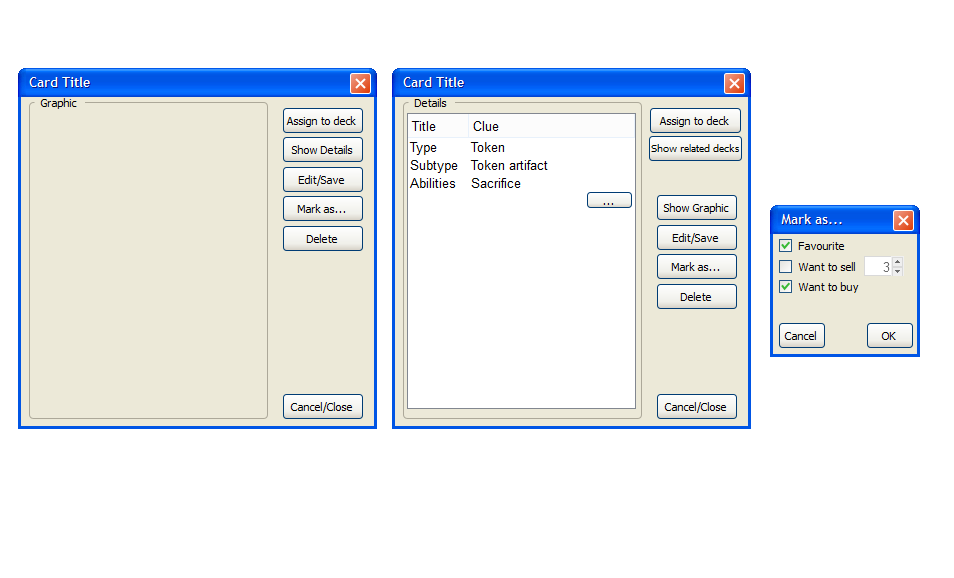 Card Title
Graphic
Assign to deck
Show Details
Edit/Save
Mark as...
Delete
Cancel/Close
Card Title
Details
Title Clue
Type Token
Subtype Token artifact
Abilities Sacrifice
...
Assign to deck
Show related decks
Show Graphic
Edit/Save
Mark as...
Delete
Cancel/Close
Mark as...
Favourite
Want to sell 3
Want to buy
Cancel OK